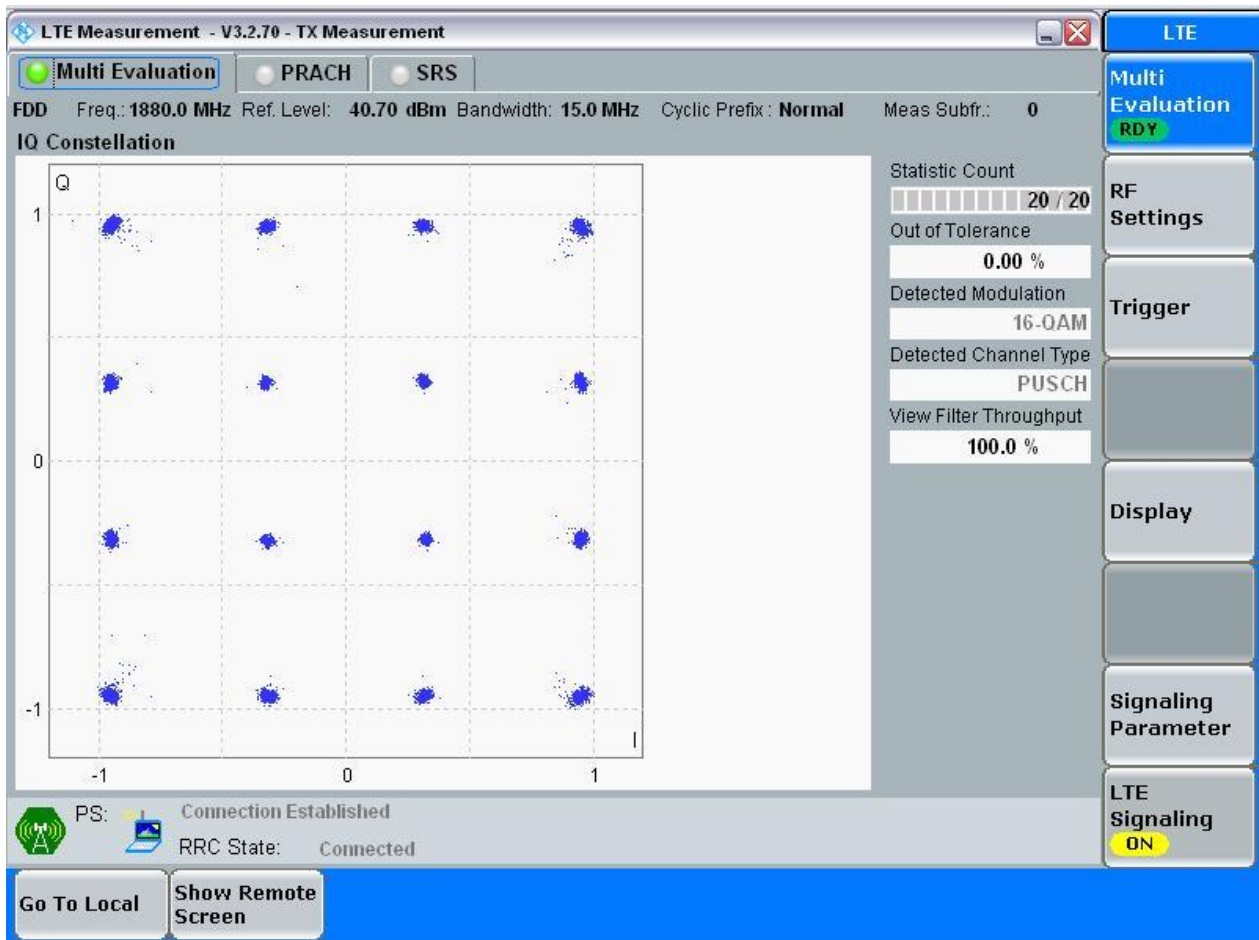 LTE Measurement - V3.2.70 - TX Measurement
LTE
Multi Evaluation PRACH SRS
FDD Freq.: 1880.0 MHz Ref. Level: 40.70 dBm Bandwidth: 15.0 MHz Cyclic Prefix : Normal Meas Subfr.: 0
IQ Constellation
Q
1
0
-1
I
-1 0 1
Statistic Count
20 / 20
Out of Tolerance
0.00 %
Detected Modulation
16-QAM
Detected Channel Type
PUSCH
View Filter Throughput
100.0 %
Multi
Evaluation
RDY
RF
Settings
Trigger
Display
Signaling
Parameter
LTE
Signaling
ON
PS: Connection Established
RRC State: Connected
Go To Local
Show Remote
Screen